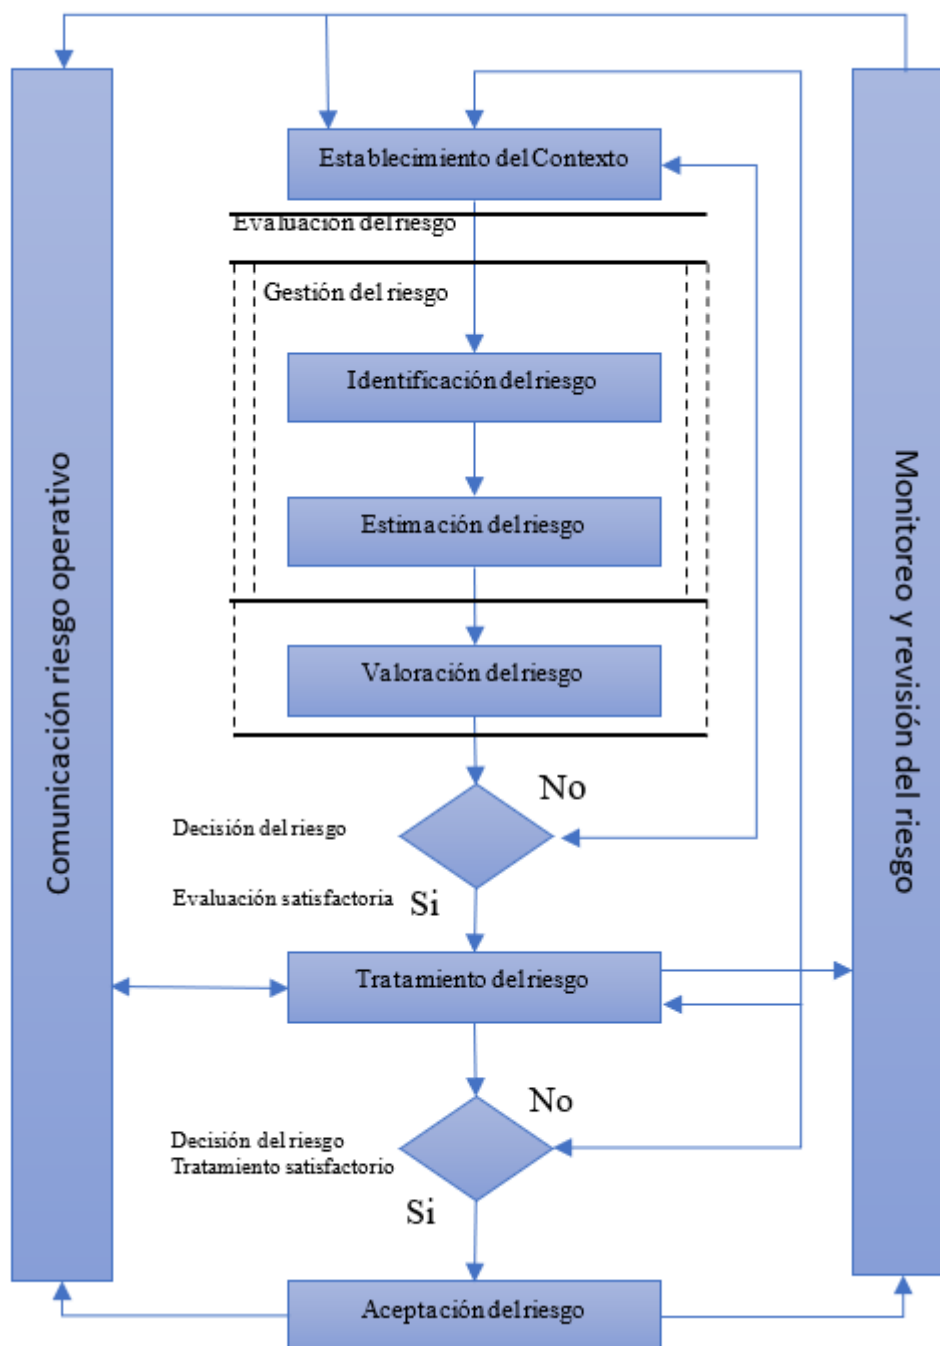 Establecimiento del Contexto
Evaluación del riesgo
Gestión del riesgo
Identificación del riesgo
Estimación del riesgo
Valoración del riesgo
No
Decisión del riesgo
Evaluación satisfactoria
Si
Tratamiento del riesgo
No
Decisión del riesgo
Tratamiento satisfactorio
Si
Aceptación del riesgo
Comunicación riesgo operativo
Monitoreo y revisión del riesgo